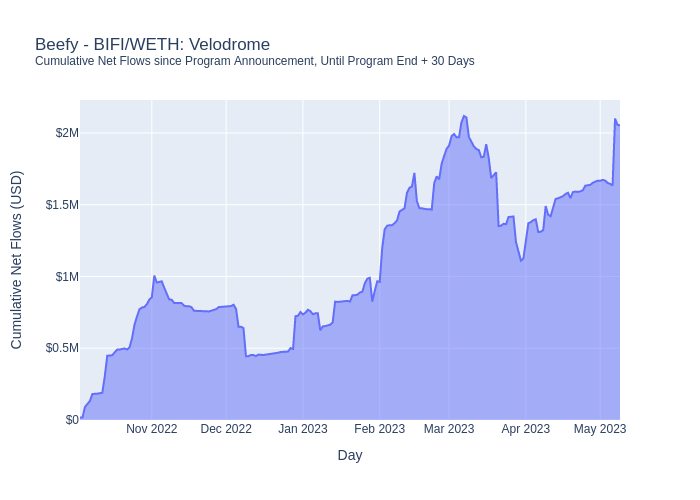 Beefy - BIFI/WETH: Velodrome
Cumulative Net Flows since Program Announcement, Until Program End + 30 Days
Cumulative Net Flows (USD)
$2M
$1.5M
$1M
$0.5M
$0
Nov 2022 Dec 2022 Jan 2023 Feb 2023 Mar 2023 Apr 2023 May 2023
Day